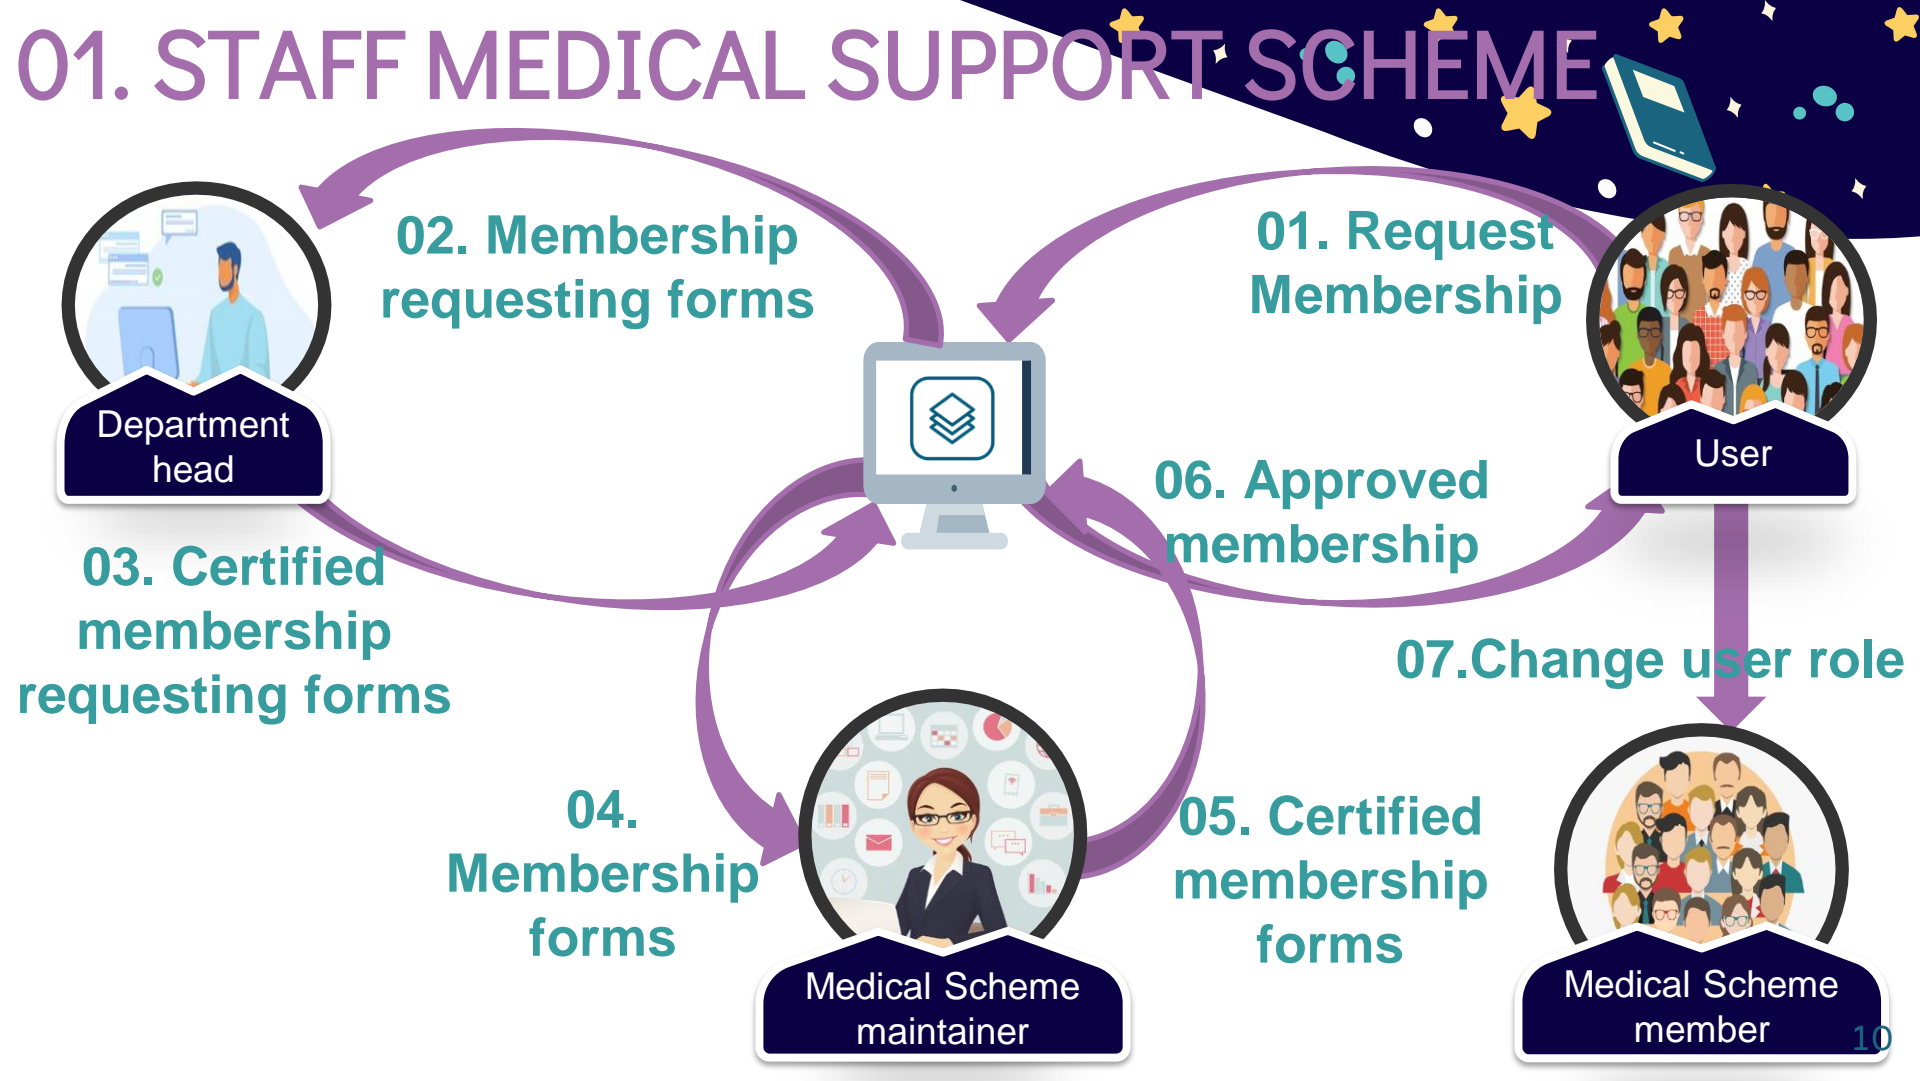 01. STAFF MEDICAL SUPPORT SCHEME
02. Membership
requesting forms
01. Request
Membership
Department
head
User
06. Approved
membership
03. Certified
membership
requesting forms
07.Change user role
04.
Membership
forms
05. Certified
membership
forms
Medical Scheme
maintainer
Medical Scheme
member
10